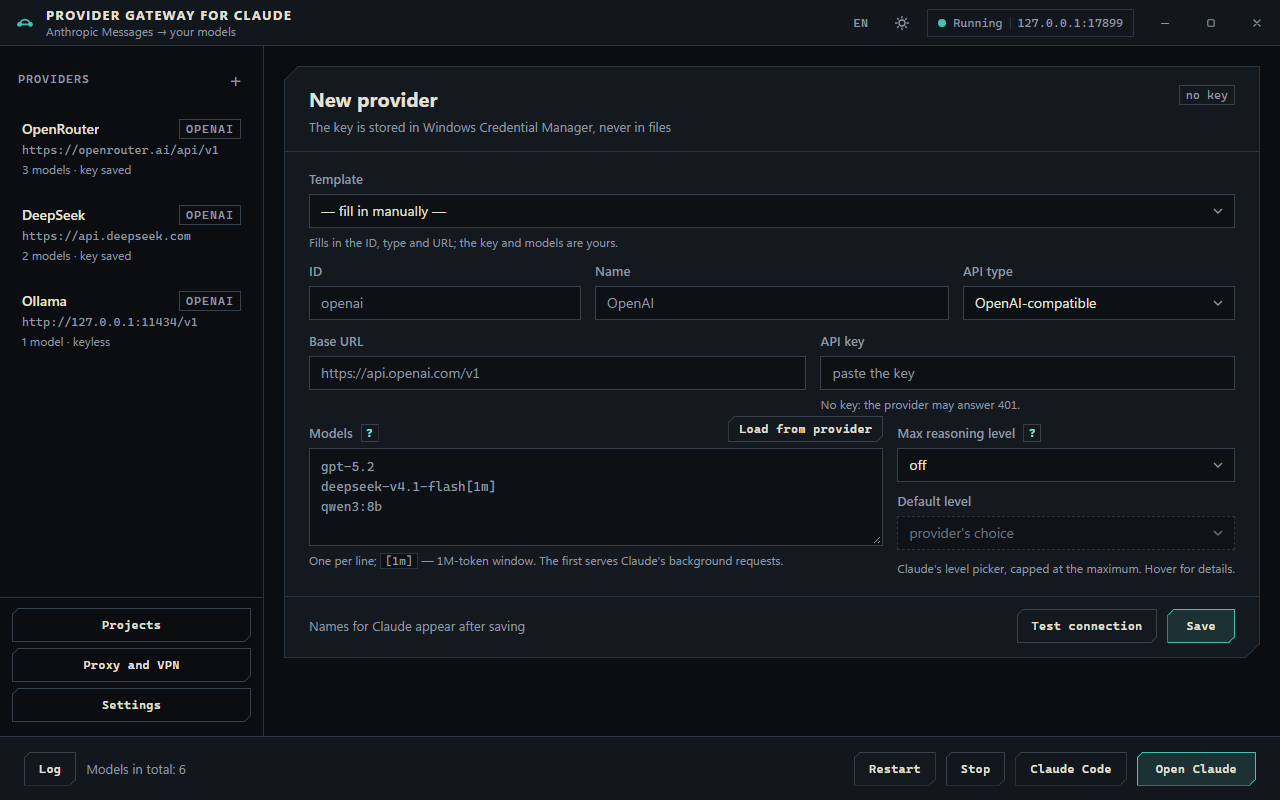 PROVIDER GATEWAY FOR CLAUDE
Anthropic Messages → your models
EN
Running 127.0.0.1:17899
PROVIDERS
+
OpenRouter OPENAI
https://openrouter.ai/api/v1
3 models · key saved
DeepSeek OPENAI
https://api.deepseek.com
2 models · key saved
Ollama OPENAI
http://127.0.0.1:11434/v1
1 model · keyless
Projects
Proxy and VPN
Settings
New provider
no key
The key is stored in Windows Credential Manager, never in files
Template
— fill in manually —
Fills in the ID, type and URL; the key and models are yours.
ID Name API type
openai OpenAI OpenAI-compatible
Base URL API key
https://api.openai.com/v1 paste the key
No key: the provider may answer 401.
Models ? Load from provider
gpt-5.2
deepseek-v4.1-flash[1m]
qwen3:8b
One per line; [1m] — 1M-token window. The first serves Claude's background requests.
Max reasoning level ?
off
Default level
provider's choice
Claude's level picker, capped at the maximum. Hover for details.
Names for Claude appear after saving
Test connection Save
Log Models in total: 6
Restart Stop Claude Code Open Claude